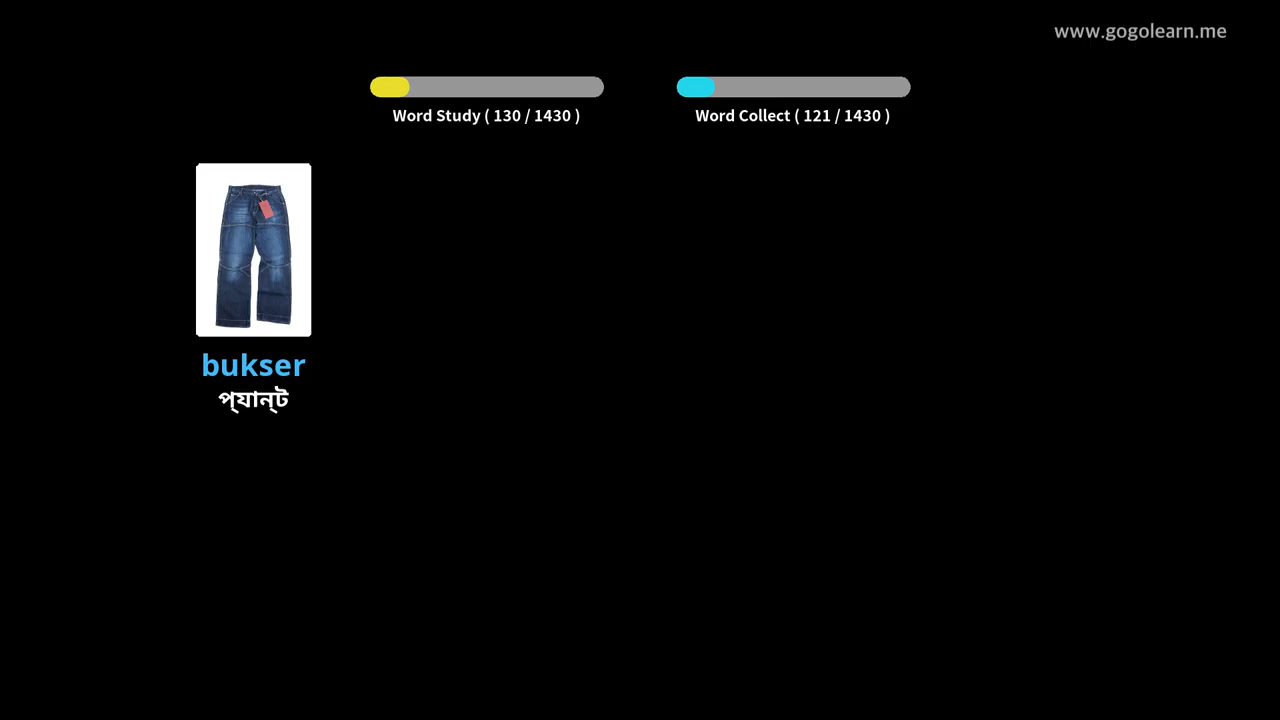 www.gogolearn.me
Word Study ( 130 / 1430 )
Word Collect ( 121 / 1430 )
bukser
প্যান্ট